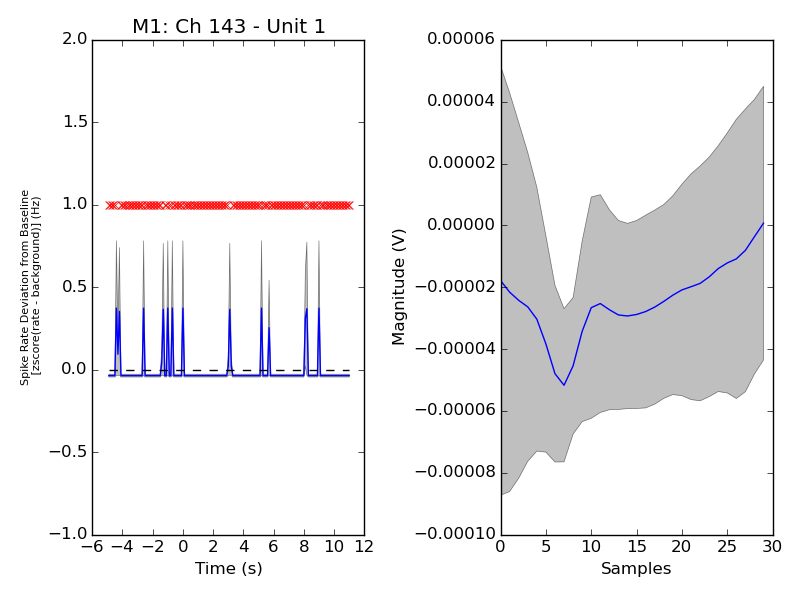 M1: Ch 143 - Unit 1
2.0
1.5
1.0
0.5
0.0
−0.5
−1.0
−6 −4 −2 0 2 4 6 8 10 12
Time (s)
Spike Rate Deviation from Baseline
[zscore(rate - background)] (Hz)
0.00006
0.00004
0.00002
0.00000
−0.00002
−0.00004
−0.00006
−0.00008
−0.00010
0 5 10 15 20 25 30
Samples
Magnitude (V)